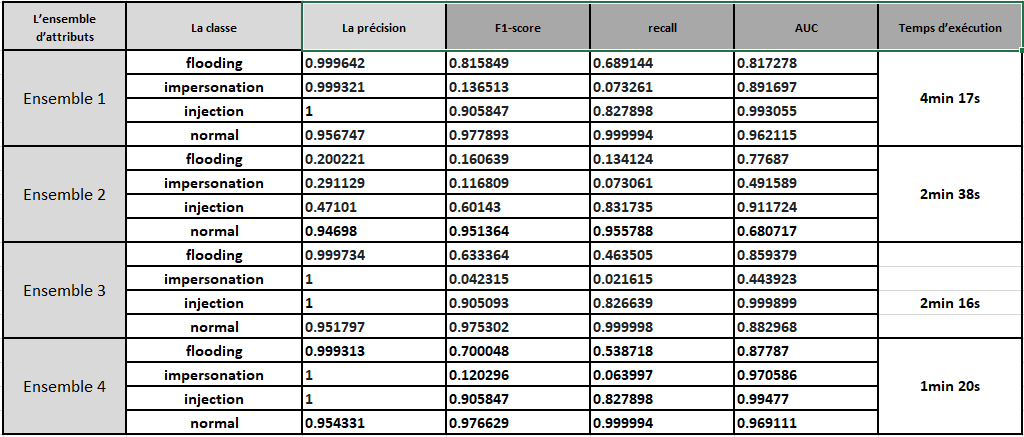 L’ensemble d’attributs La classe La précision F1-score recall AUC Temps d’exécution
Ensemble 1 flooding 0.999642 0.815849 0.689144 0.817278 4min 17s
impersonation 0.999321 0.136513 0.073261 0.891697
injection 1 0.905847 0.827898 0.993055
normal 0.956747 0.977893 0.999994 0.962115
Ensemble 2 flooding 0.200221 0.160639 0.134124 0.77687 2min 38s
impersonation 0.291129 0.116809 0.073061 0.491589
injection 0.47101 0.60143 0.831735 0.911724
normal 0.94698 0.951364 0.955788 0.680717
Ensemble 3 flooding 0.999734 0.633364 0.463505 0.859379
impersonation 1 0.042315 0.021615 0.443923
injection 1 0.905093 0.826639 0.999899 2min 16s
normal 0.951797 0.975302 0.999998 0.882968
Ensemble 4 flooding 0.999313 0.700048 0.538718 0.87787 1min 20s
impersonation 1 0.120296 0.063997 0.970586
injection 1 0.905847 0.827898 0.99477
normal 0.954331 0.976629 0.999994 0.969111